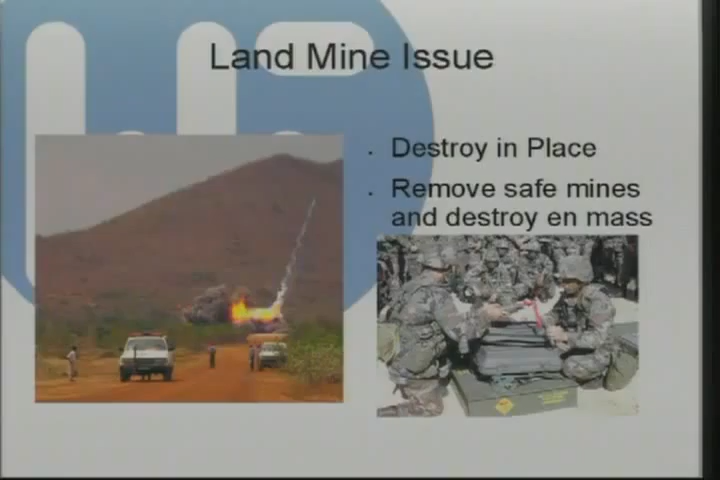 Land Mine Issue
Destroy in Place
Remove safe mines
and destroy en mass